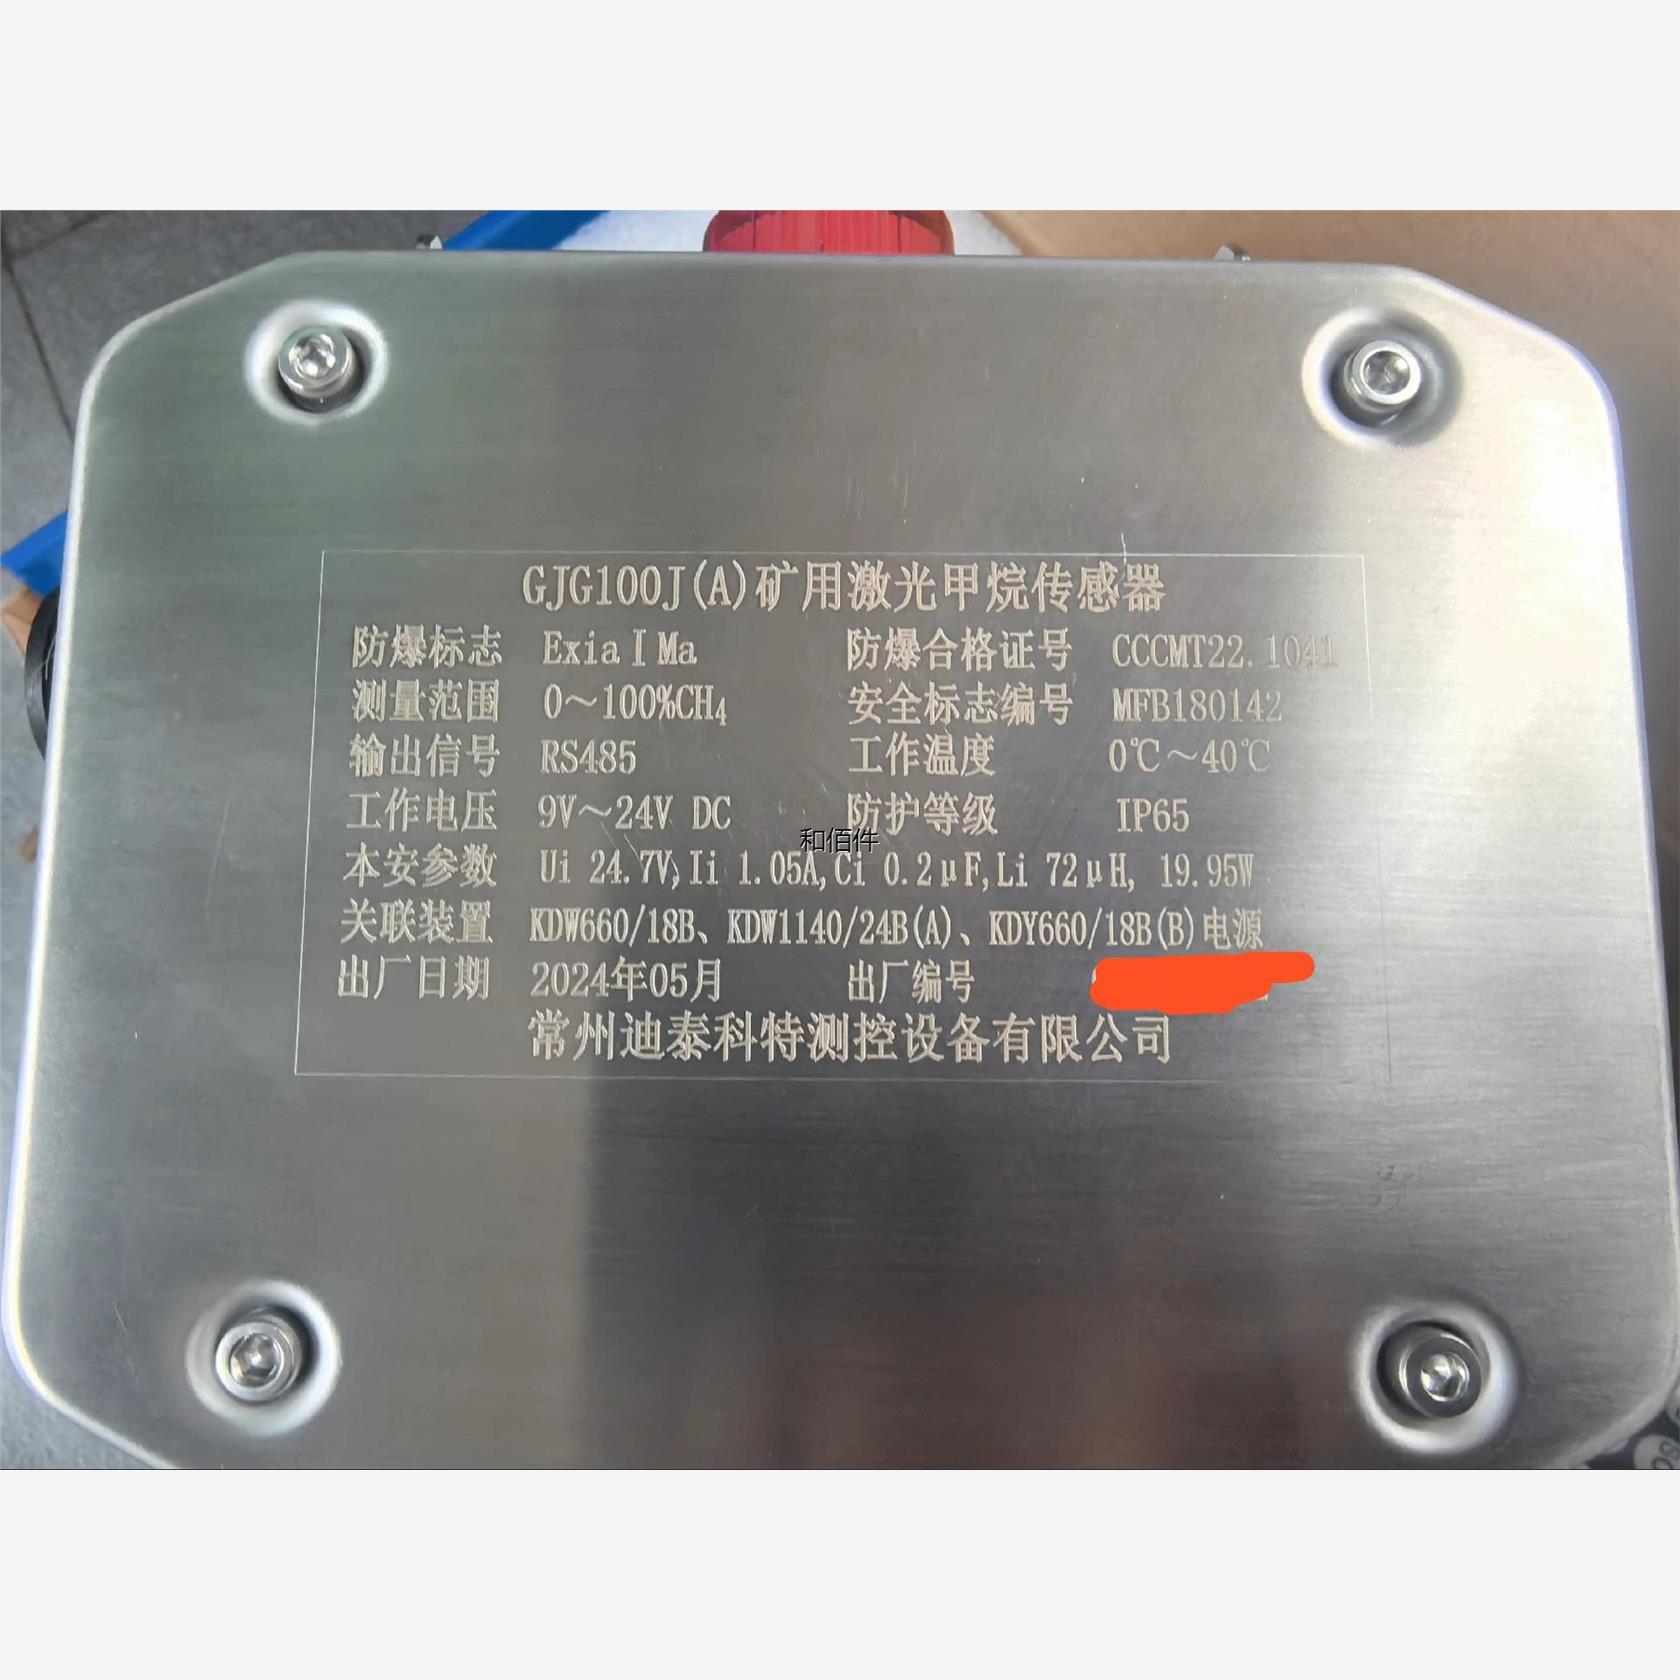 GJG100J(A)矿用激光甲烷传感器
防爆标志 ExiaⅠMa 防爆合格证号 CCCMT22.1041
测量范围 0～100%CH₄ 安全标志编号 MFB180142
输出信号 RS485 工作温度 0℃～40℃
工作电压 9V～24V DC 防护等级 IP65
和佰件
本安参数 Ui 24.7V,Ii 1.05A,Ci 0.2μF,Li 72μH, 19.95W
关联装置 KDW660/18B、KDW1140/24B(A)、KDY660/18B(B)电源
出厂日期 2024年05月 出厂编号
常州迪泰科特测控设备有限公司